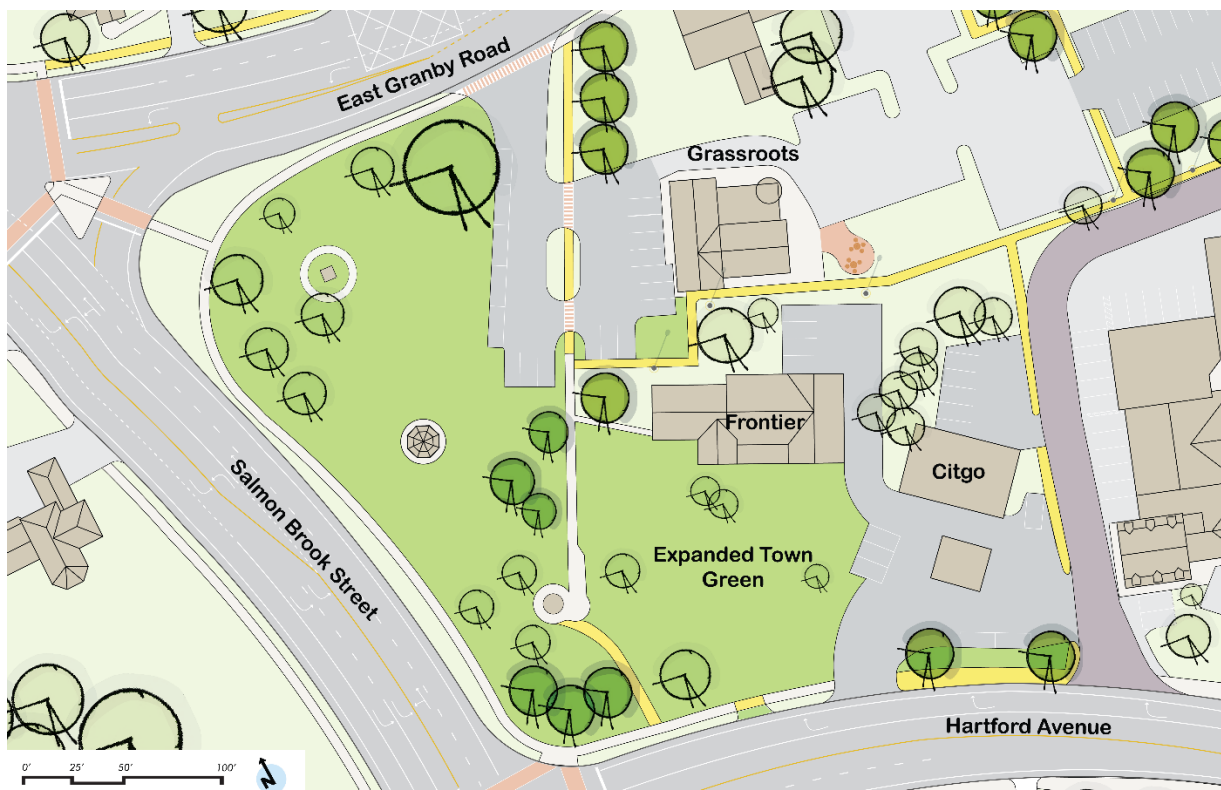 East Granby Road
Grassroots
Frontier
Citgo
Salmon Brook Street
Expanded Town
Green
Hartford Avenue
0' 25' 50' 100'
N